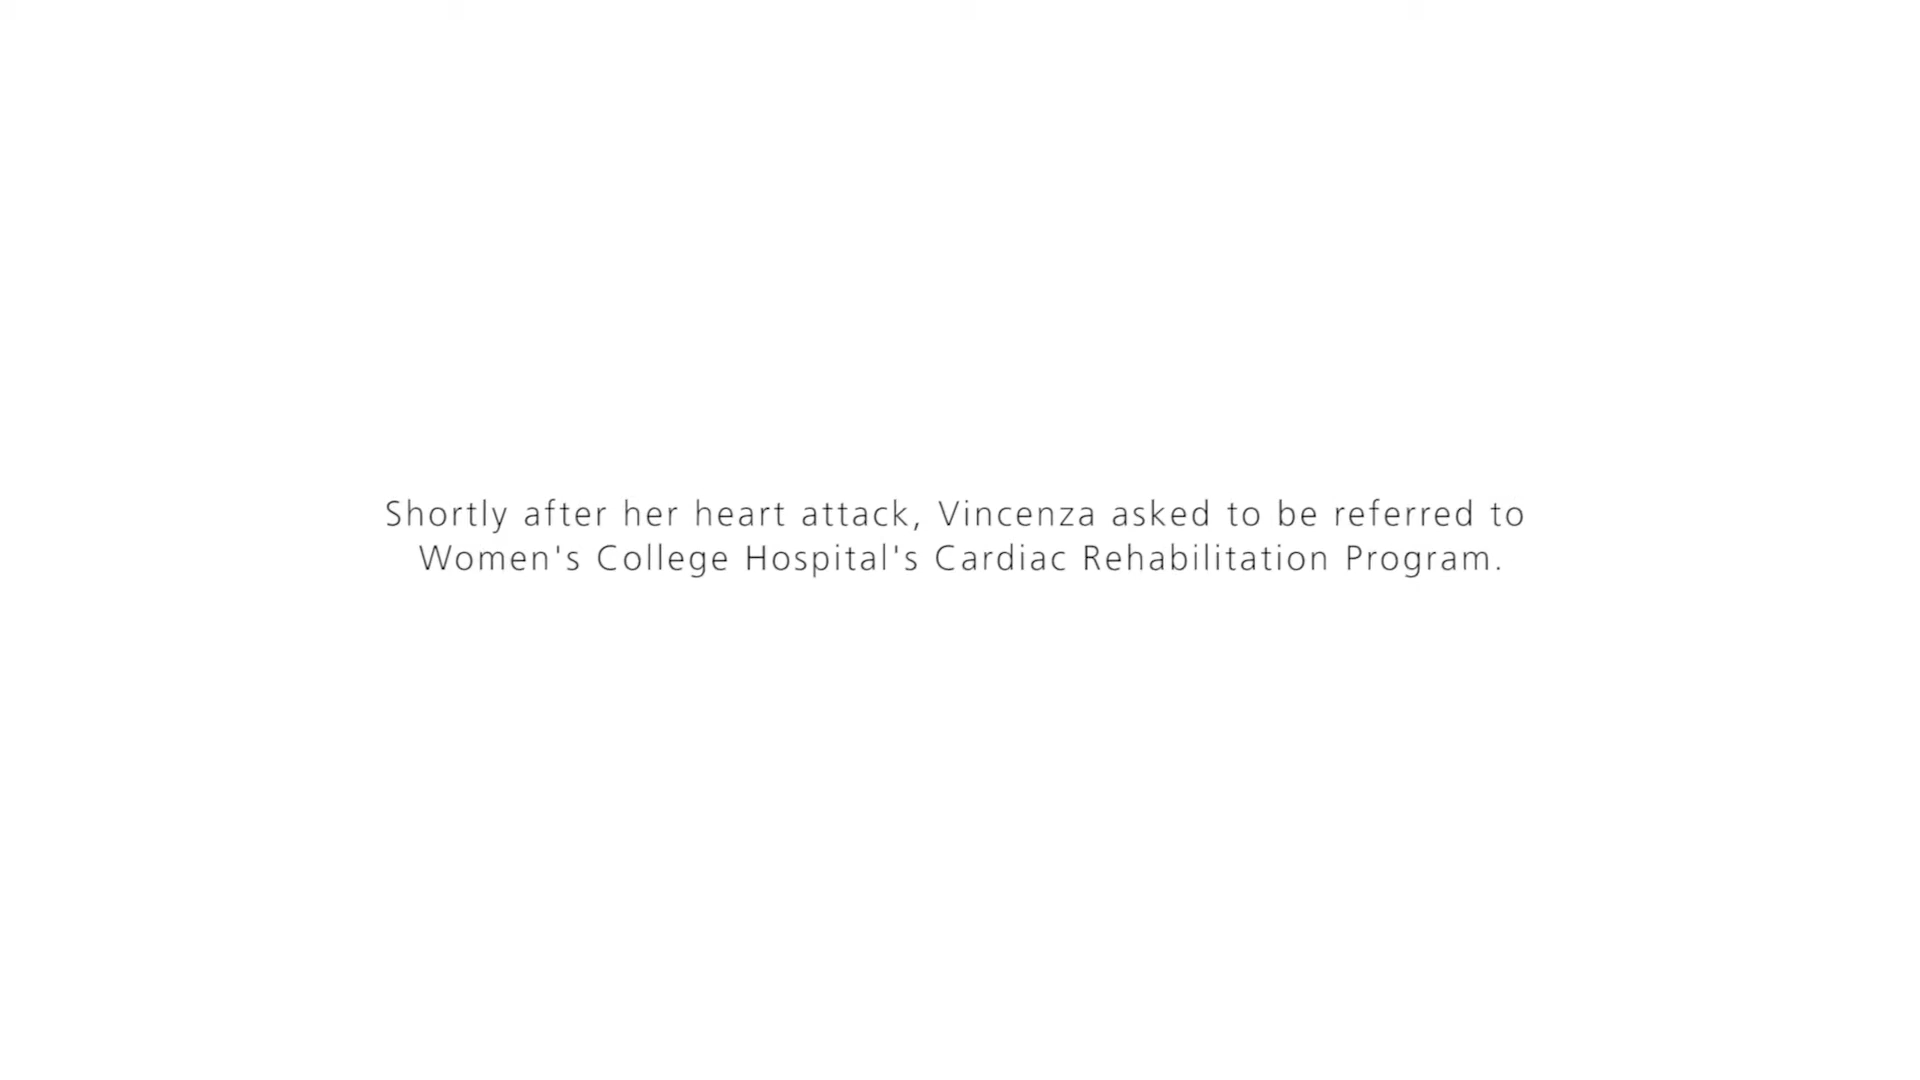 Shortly after her heart attack, Vincenza asked to be referred to
Women's College Hospital's Cardiac Rehabilitation Program.